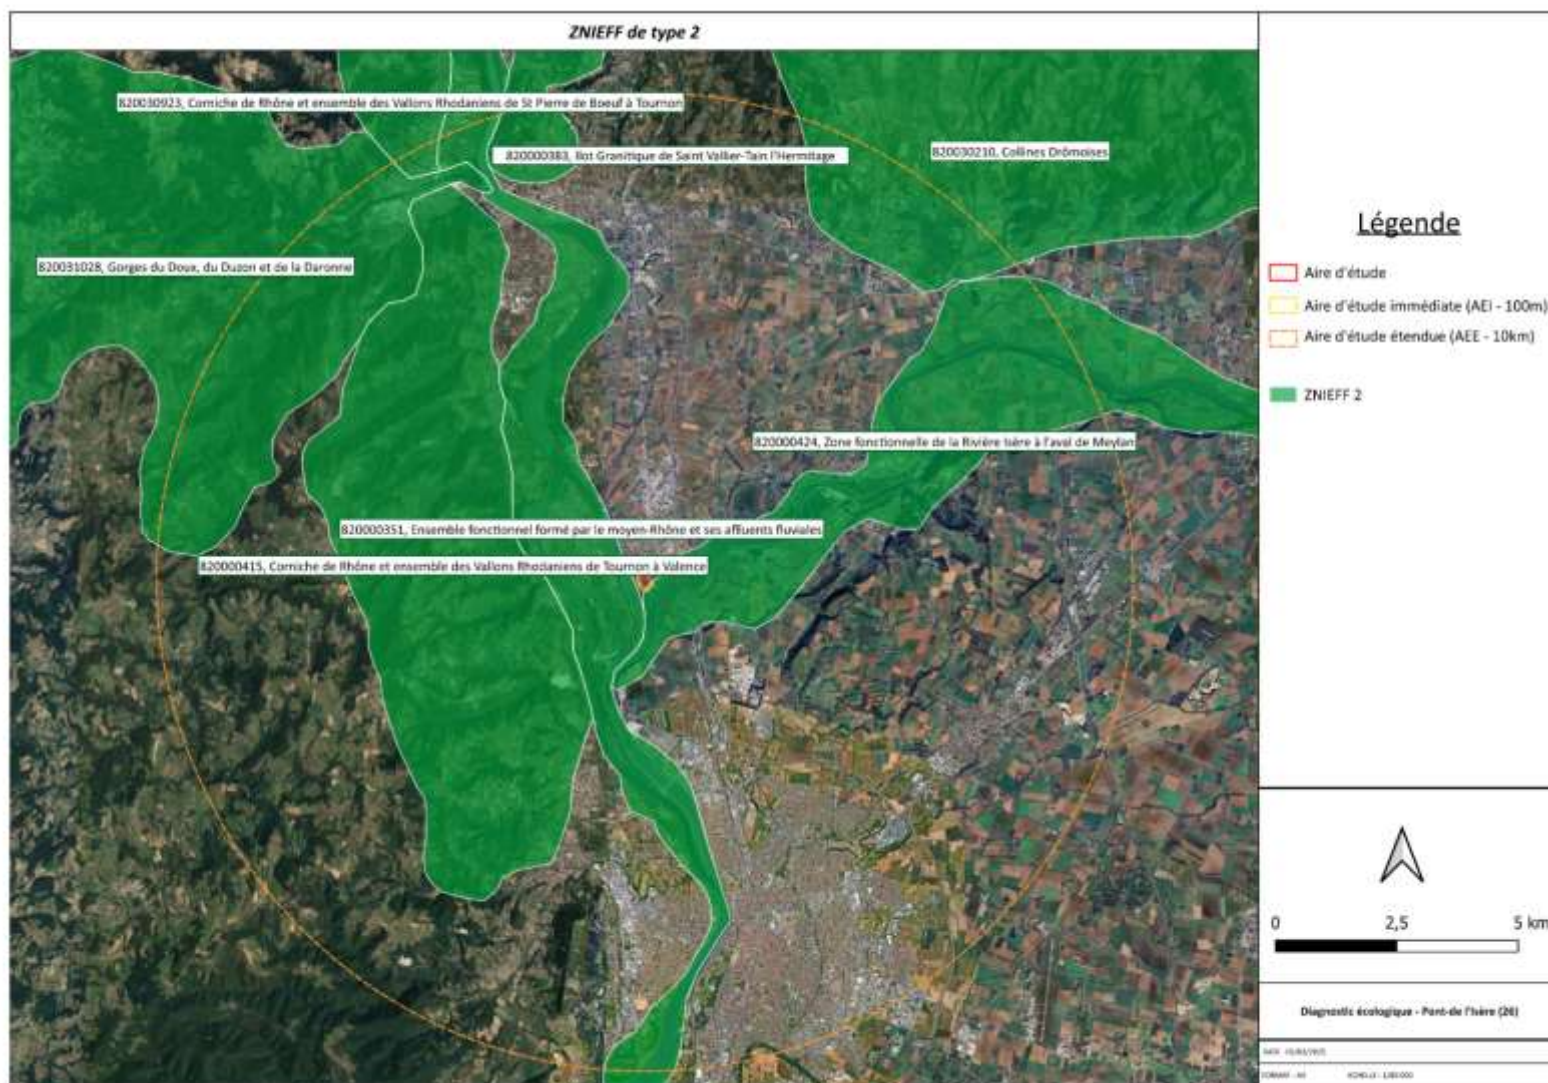 ZNIEFF de type 2
820030923, Corniche de Rhône et ensemble des Vallons Rhodaniens de St Pierre de Boeuf à Tournon
820000383, Ilot Granitique de Saint Vallier-Tain l'Hermitage
820030210, Collines Drômoises
820031028, Gorges du Doux, du Duzon et de la Daronne
820000424, Zone fonctionnelle de la Rivière Isère à l'aval de Meylan
820000351, Ensemble fonctionnel formé par le moyen-Rhône et ses affluents fluviales
820000415, Corniche de Rhône et ensemble des Vallons Rhodaniens de Tournon à Valence
Légende
Aire d'étude
Aire d'étude immédiate (AEI - 100m)
Aire d'étude étendue (AEE - 10km)
ZNIEFF 2
0 2,5 5 km
Diagnostic écologique - Pont-de l'Isère (26)